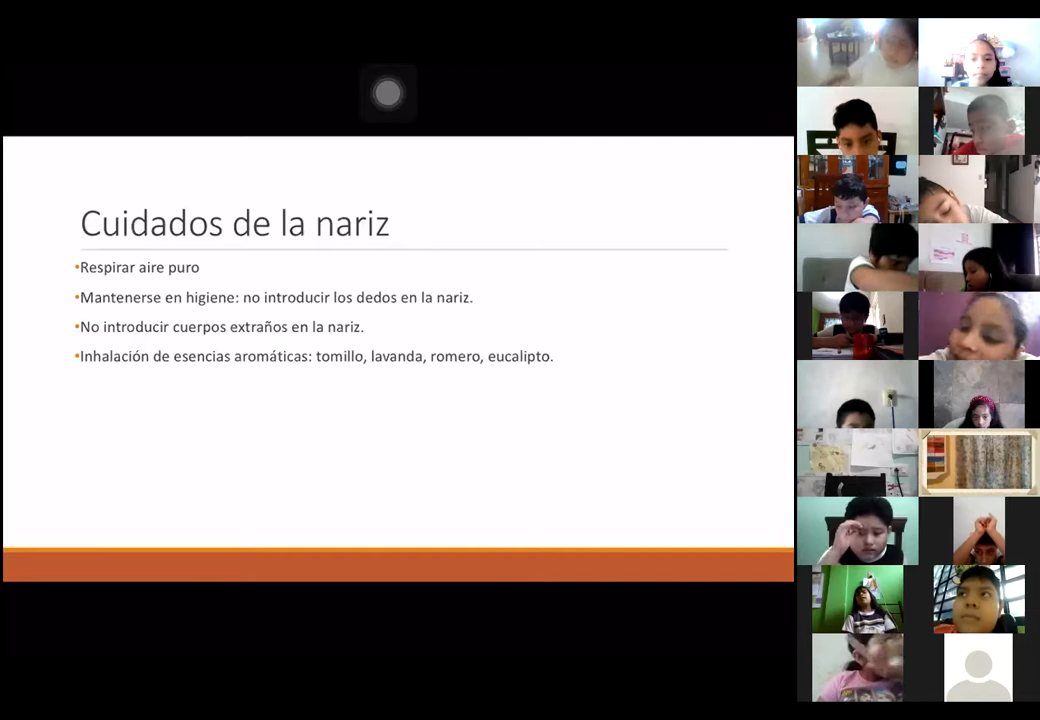 Cuidados de la nariz
•Respirar aire puro
•Mantenerse en higiene: no introducir los dedos en la nariz.
•No introducir cuerpos extraños en la nariz.
•Inhalación de esencias aromáticas: tomillo, lavanda, romero, eucalipto.